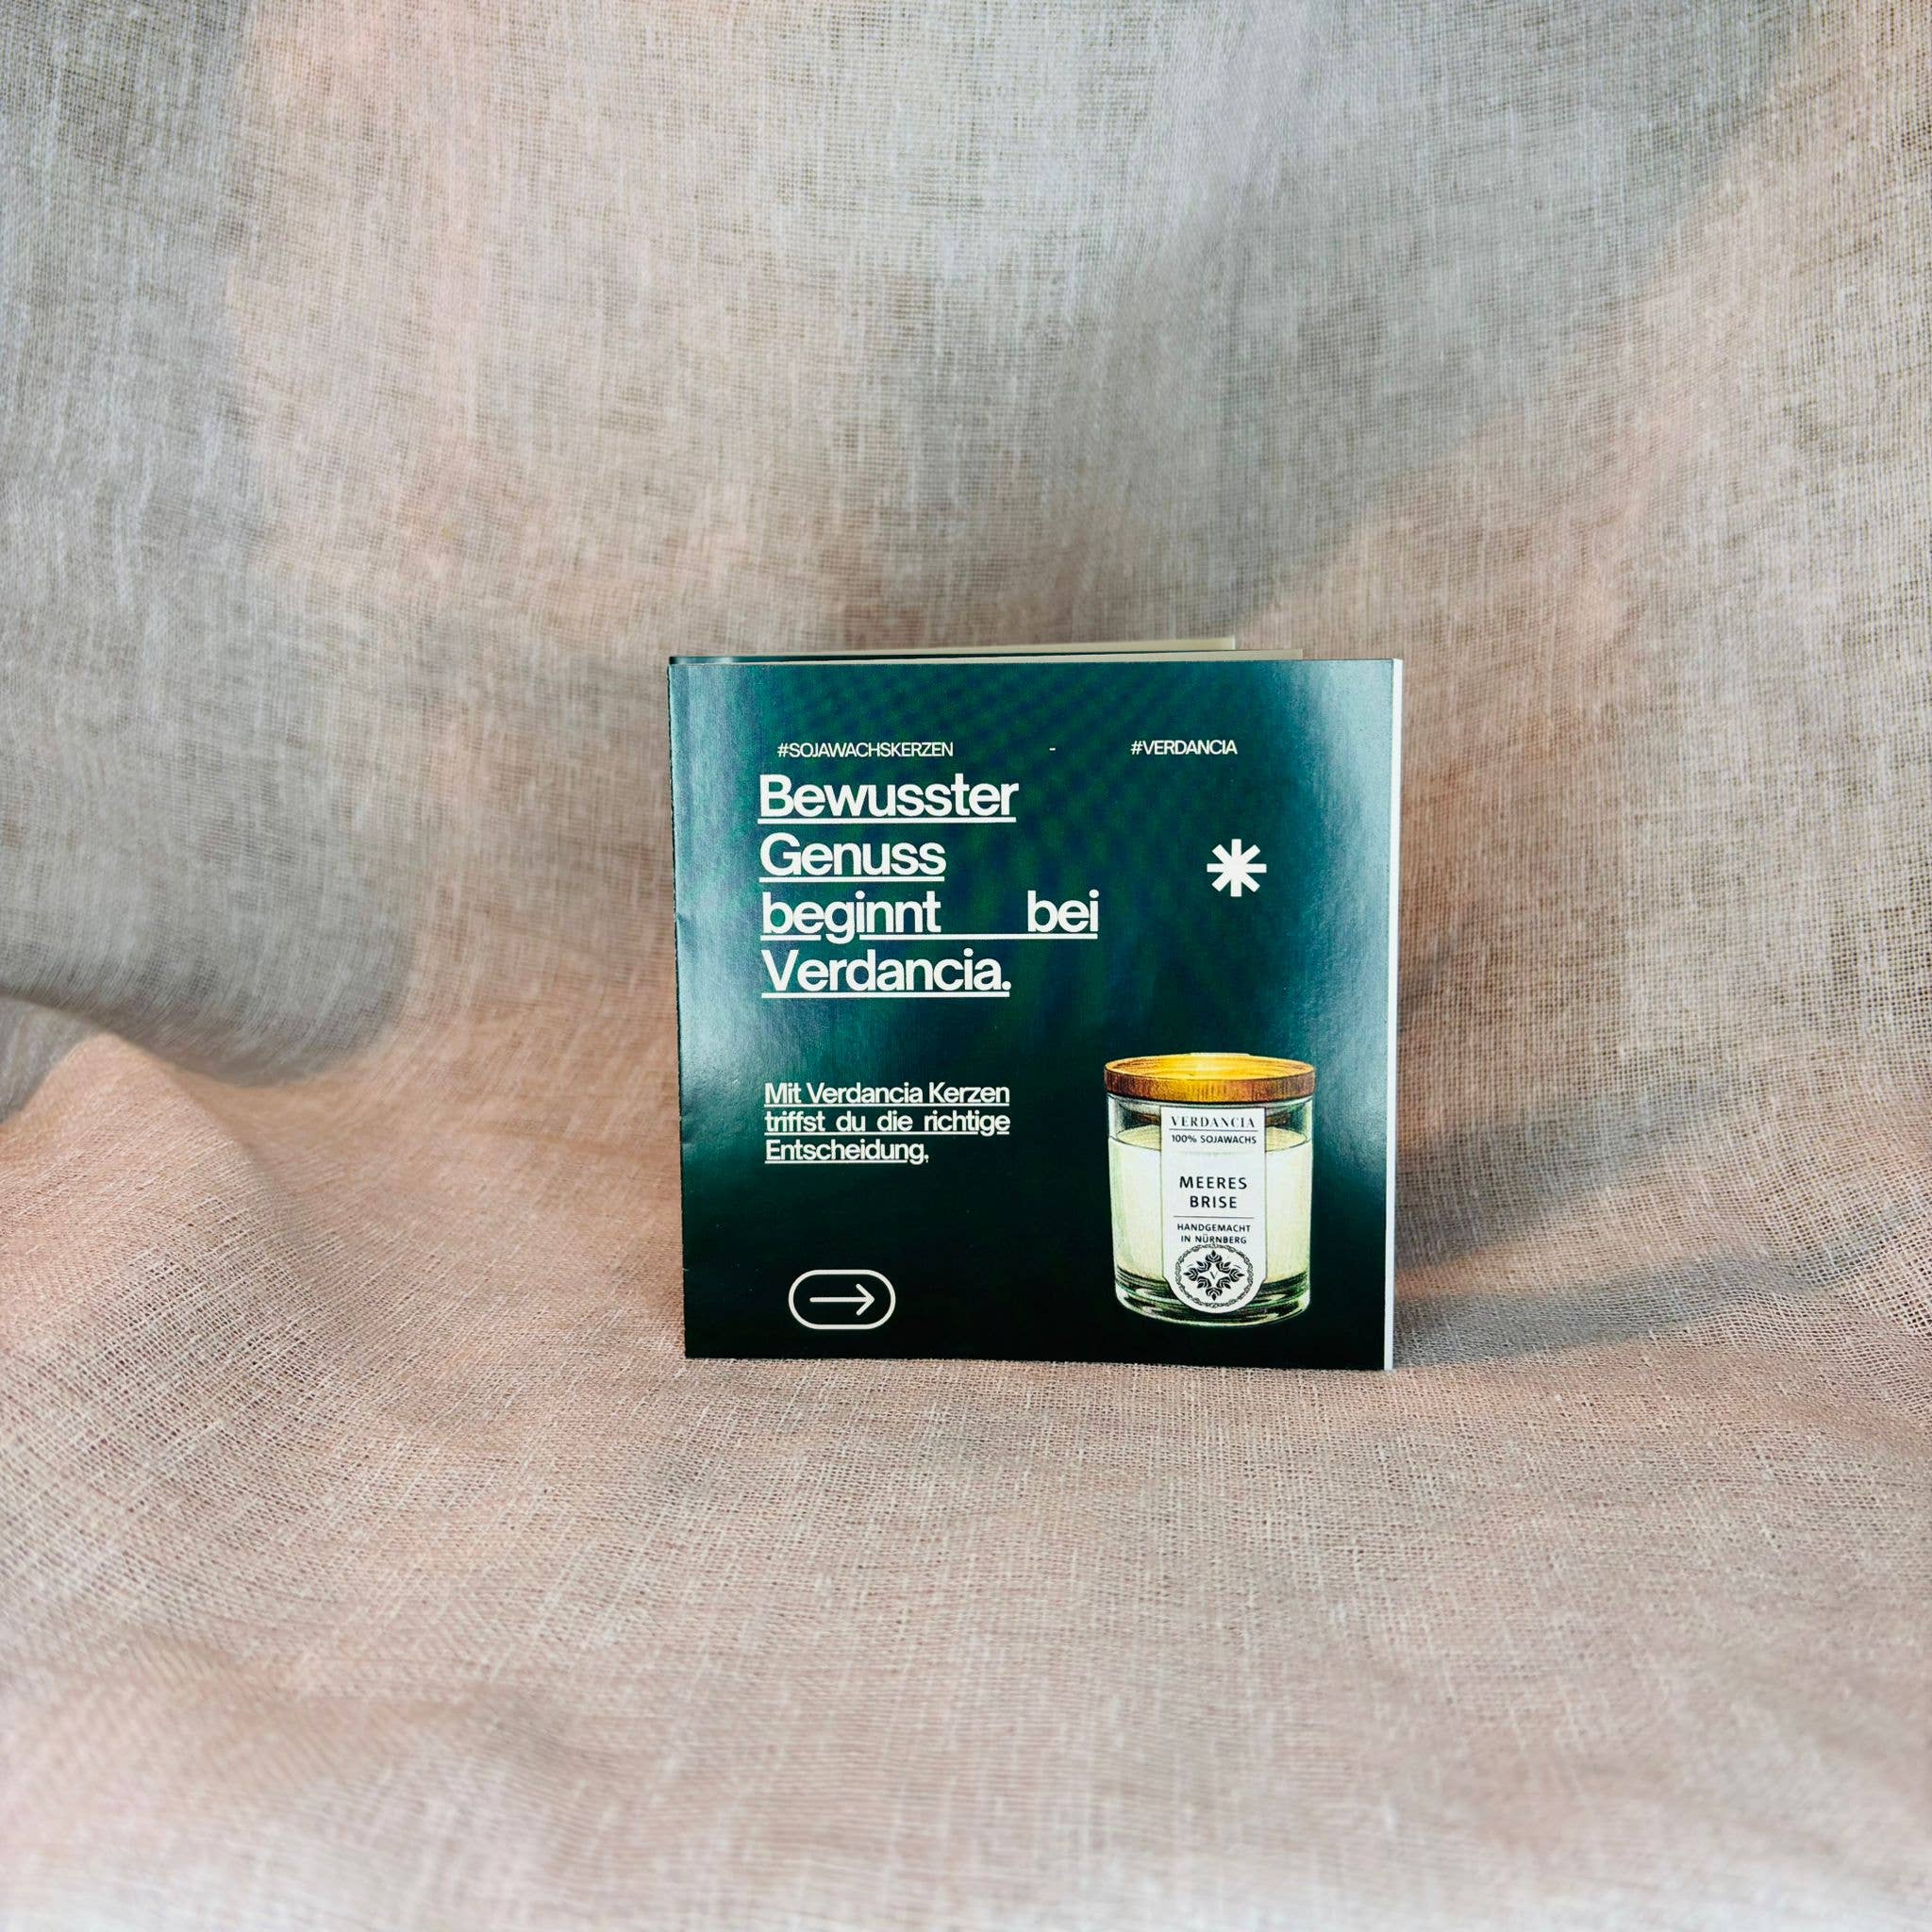 #SOJAWACHSKERZEN - #VERDANCIA
Bewusster
Genuss
beginnt bei
Verdancia.
Mit Verdancia Kerzen
triffst du die richtige
Entscheidung.
VERDANCIA
100% SOJAWACHS
MEERES
BRISE
HANDGEMACHT
IN NÜRNBERG
V